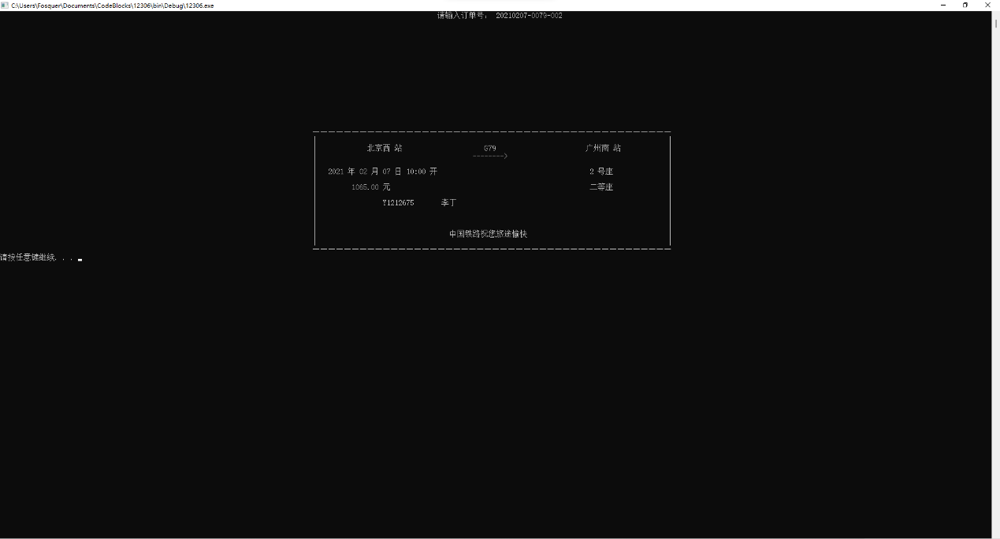 C:\Users\Fosquer\Documents\CodeBlocks\12306\bin\Debug\12306.exe
请输入订单号: 20210207-0079-002
北京西 站 G79 广州南 站
-------->
2021 年 02 月 07 日 10:00 开 2 号座
1065.00 元 二等座
Y1212675 李丁
中国铁路祝您旅途愉快
请按任意键继续. . .